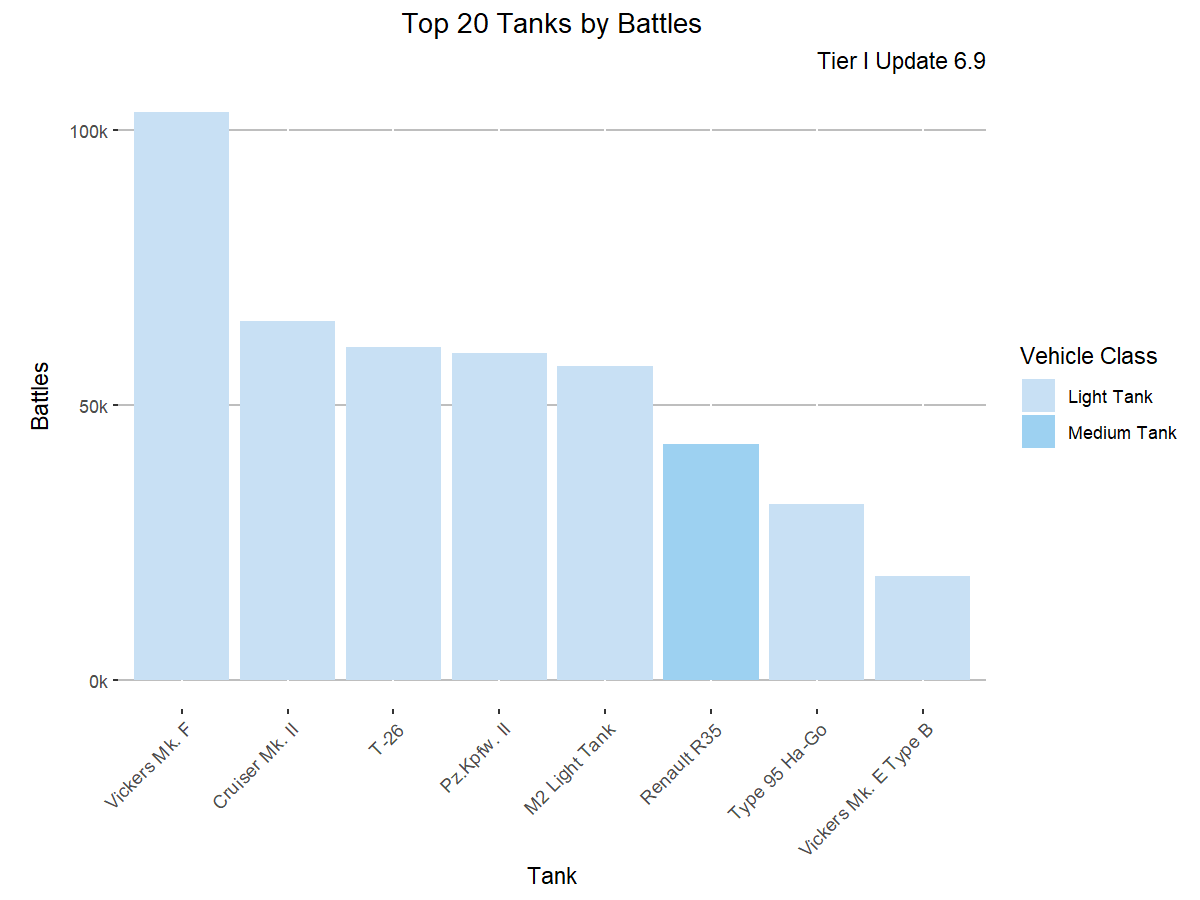 Top 20 Tanks by Battles
Tier I Update 6.9
100k
50k
0k
Battles
Vickers Mk. F
Cruiser Mk. II
T-26
Pz.Kpfw. II
M2 Light Tank
Renault R35
Type 95 Ha-Go
Vickers Mk. E Type B
Tank
Vehicle Class
Light Tank
Medium Tank